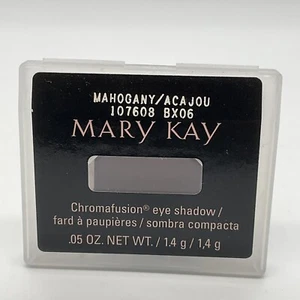 MAHOGANY/ACAJOU
107608 BX06
MARY KAY
Chromafusion® eye shadow /
fard à paupières / sombra compacta
.05 OZ. NET WT. / 1.4 g / 1,4 g